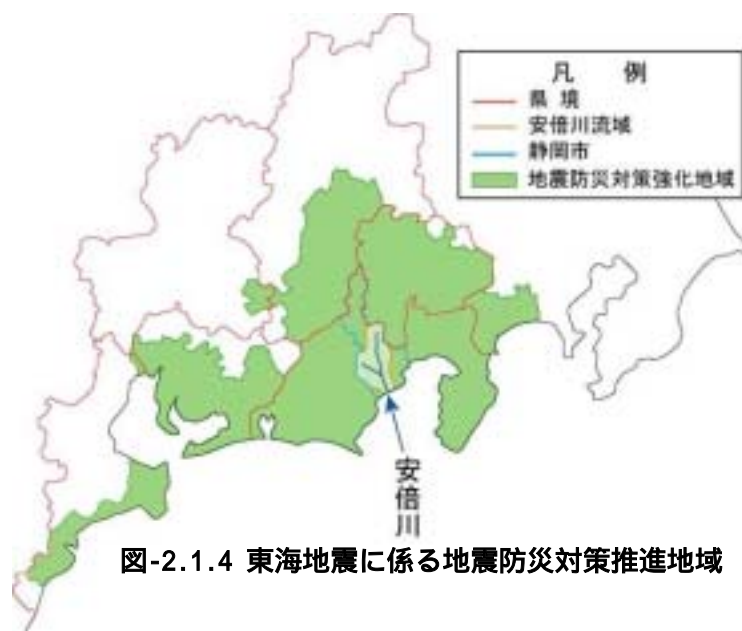 凡 例
県 境
安倍川流域
静岡市
地震防災対策強化地域
安倍川
図-2.1.4 東海地震に係る地震防災対策推進地域